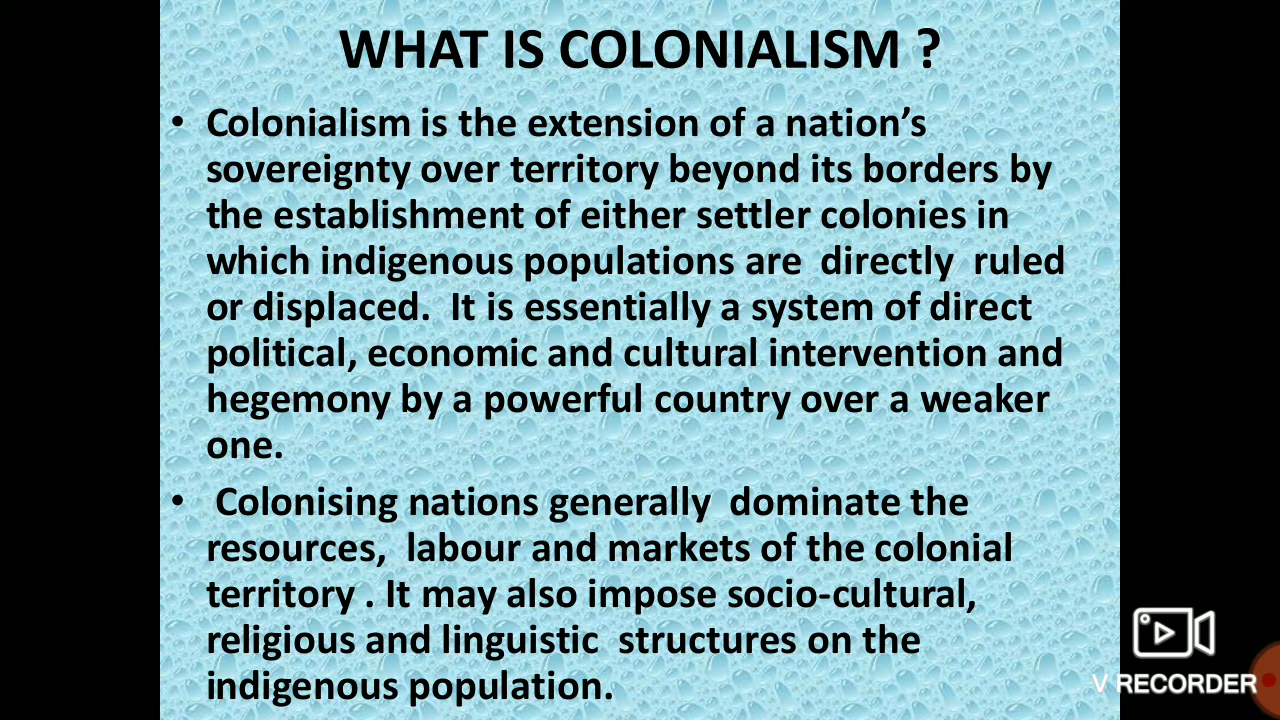 WHAT IS COLONIALISM ?
• Colonialism is the extension of a nation’s
sovereignty over territory beyond its borders by
the establishment of either settler colonies in
which indigenous populations are  directly  ruled
or displaced.  It is essentially a system of direct
political, economic and cultural intervention and
hegemony by a powerful country over a weaker
one.
•  Colonising nations generally  dominate the
resources,  labour and markets of the colonial
territory . It may also impose socio-cultural,
religious and linguistic  structures on the
indigenous population.
V RECORDER